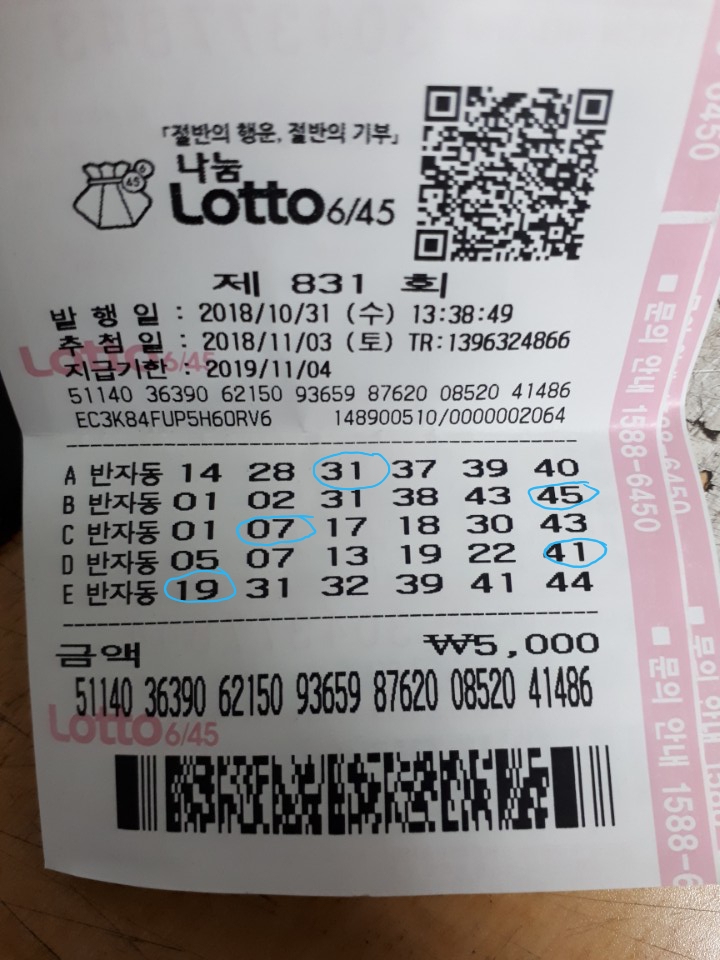 「절반의 행운, 절반의 기부」
나눔
Lotto 6/45
제 831 회
발 행 일 : 2018/10/31 (수) 13:38:49
추 첨 일 : 2018/11/03 (토) TR:1396324866
지급기한 : 2019/11/04
51140 36390 62150 93659 87620 08520 41486
EC3K84FUP5H60RV6 148900510/0000002064
A 반자동 14 28 31 37 39 40
B 반자동 01 02 31 38 43 45
C 반자동 01 07 17 18 30 43
D 반자동 05 07 13 19 22 41
E 반자동 19 31 32 39 41 44
금액 ₩₩5,000
51140 36390 62150 93659 87620 08520 41486
Lotto 6/45
■ 문의 안내 1588-6450